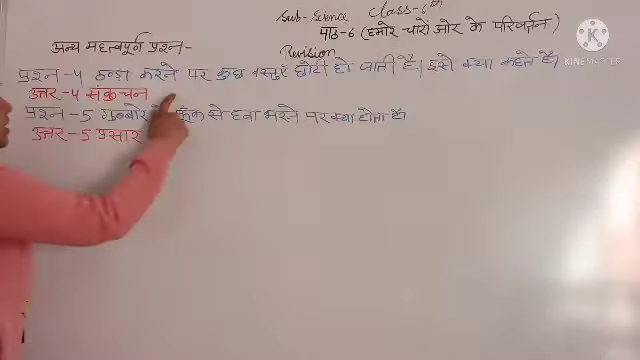 Sub-Science Class-6th
पाठ-6 (हमारे चारों ओर के परिवर्तन)
Revision
अन्य महत्वपूर्ण प्रश्न-
प्रश्न-4 ठण्डा करने पर कुछ वस्तुएँ छोटी हो जाती है। इसे क्या कहते है।
उत्तर-4 संकुचन
प्रश्न-5 गुब्बारे फूँक से हवा भरने पर क्या होता है।
उत्तर-5 प्रसार
KINEMASTER